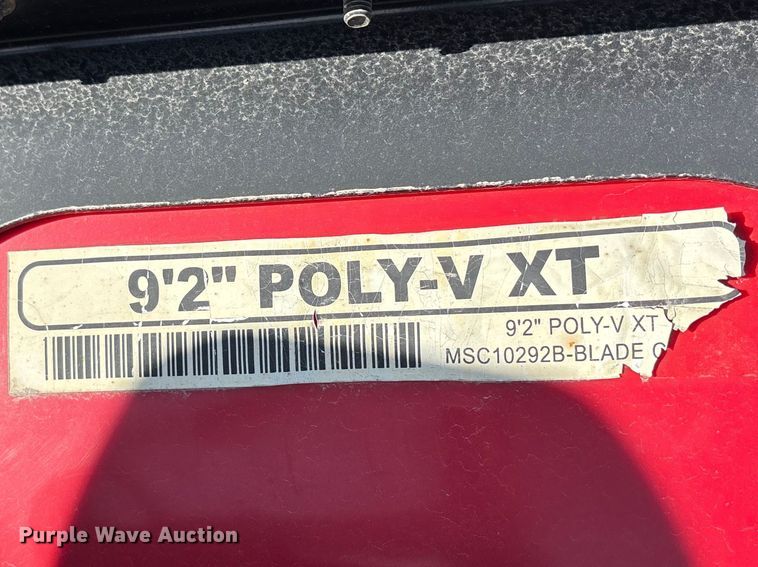 9'2" POLY-V XT
9'2" POLY-V XT
MSC10292B-BLADE
Purple Wave Auction